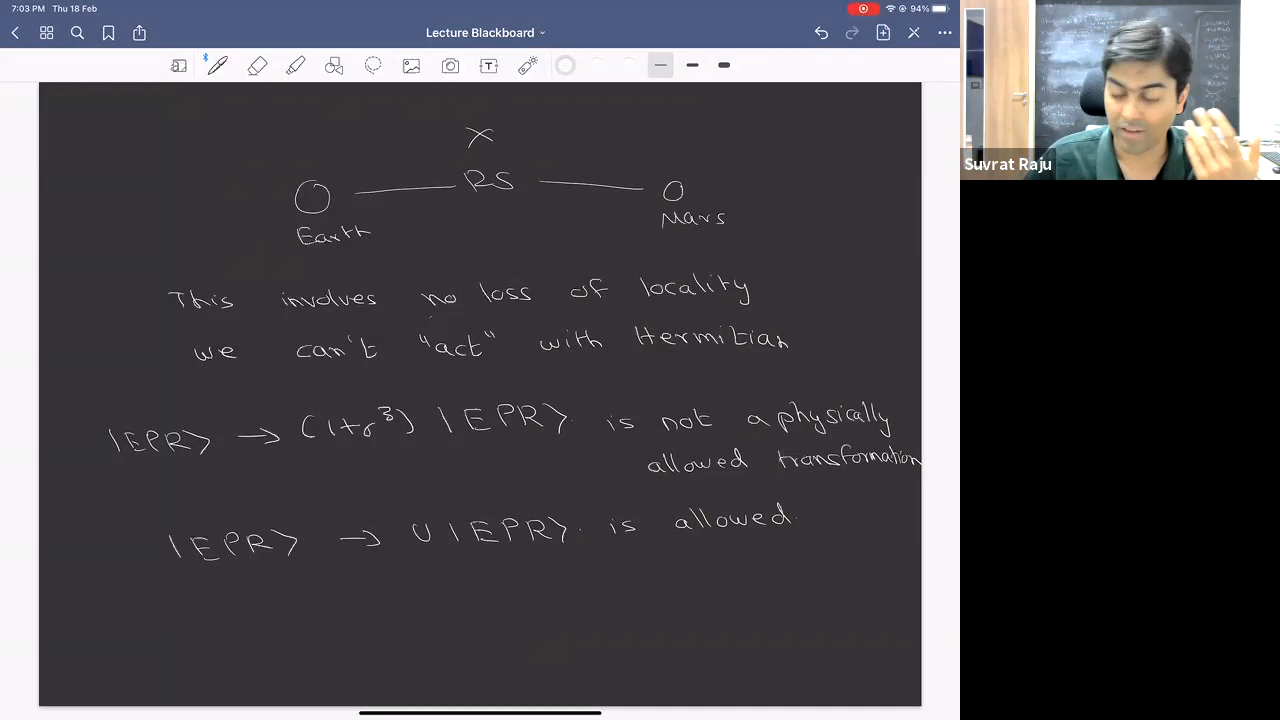 7:03 PM Thu 18 Feb
94%
Lecture Blackboard
Suvrat Raju
X
RS
Earth
Mars
This involves no loss of locality
we can't "act" with Hermitian
|EPR⟩ → (1+σ³) |EPR⟩. is not a physically
allowed transformation
|EPR⟩ → U|EPR⟩. is allowed.